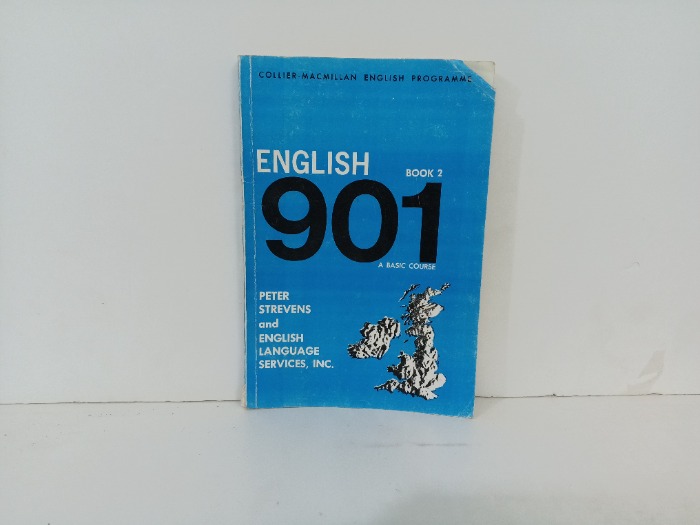 COLLIER-MACMILLAN ENGLISH PROGRAMME
ENGLISH
BOOK 2
901
A BASIC COURSE
PETER
STREVENS
and
ENGLISH
LANGUAGE
SERVICES, INC.